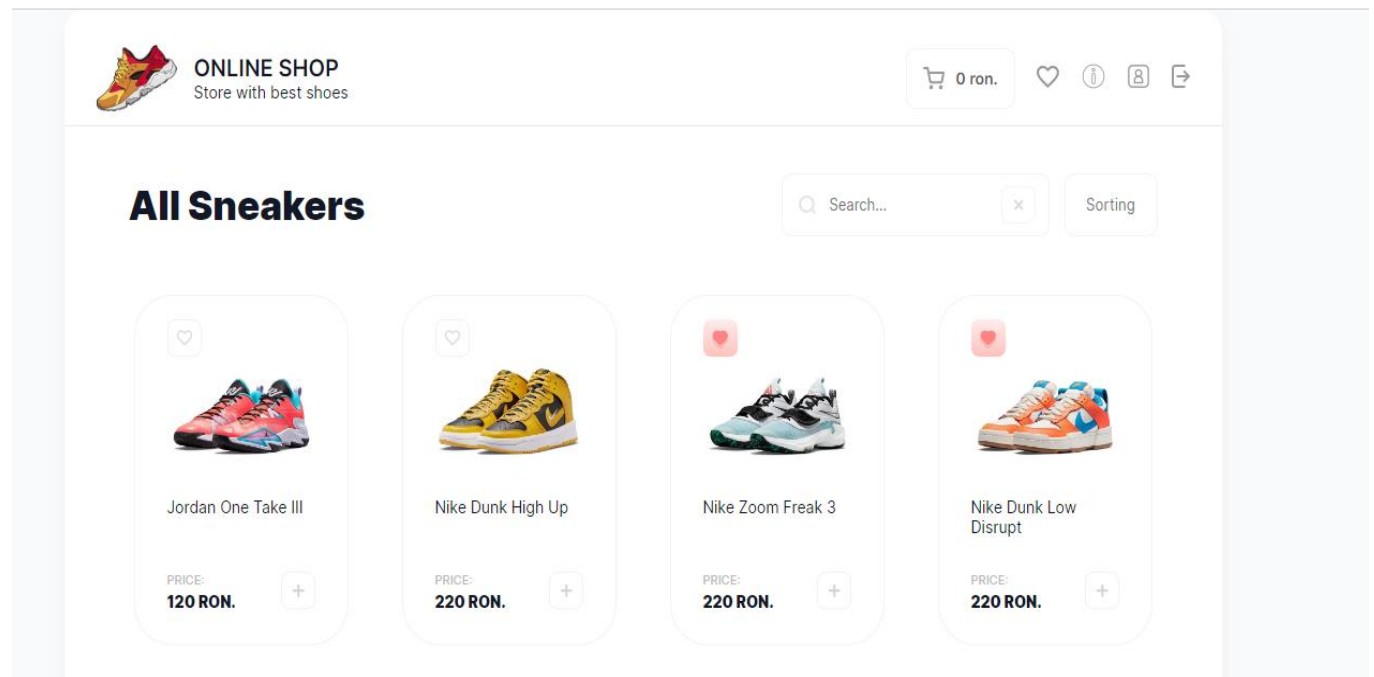 ONLINE SHOP
Store with best shoes
0 ron.
All Sneakers
Search...
Sorting
Jordan One Take III
Nike Dunk High Up
Nike Zoom Freak 3
Nike Dunk Low
Disrupt
PRICE:
120 RON.
PRICE:
220 RON.
PRICE:
220 RON.
PRICE:
220 RON.